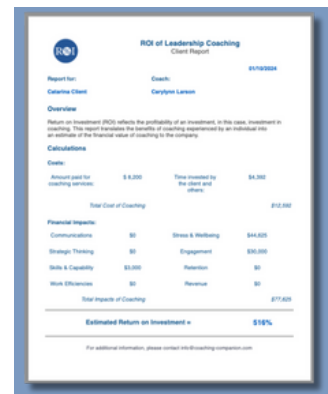 ROI
ROI of Leadership Coaching
Client Report
01/10/2024
Report for: Coach:
Catarina Client Carylynn Larson
Overview
Return on Investment (ROI) reflects the profitability of an investment, in this case, investment in
coaching. This report translates the benefits of coaching experienced by an individual into
an estimate of the financial value of coaching to the company.
Calculations
Costs:
Amount paid for coaching services: $ 8,200 Time invested by the client and others: $4,392
Total Cost of Coaching
Financial Impacts:
Communications $0 Stress & Wellbeing $44,825
Strategic Thinking $0 Engagement $30,000
Skills & Capability $3,000 Retention $0
Work Efficiencies $0 Revenue $0
Total Impacts of Coaching $77,825
Estimated Return on Investment = 516%
For additional information, please contact info@coaching-companion.com